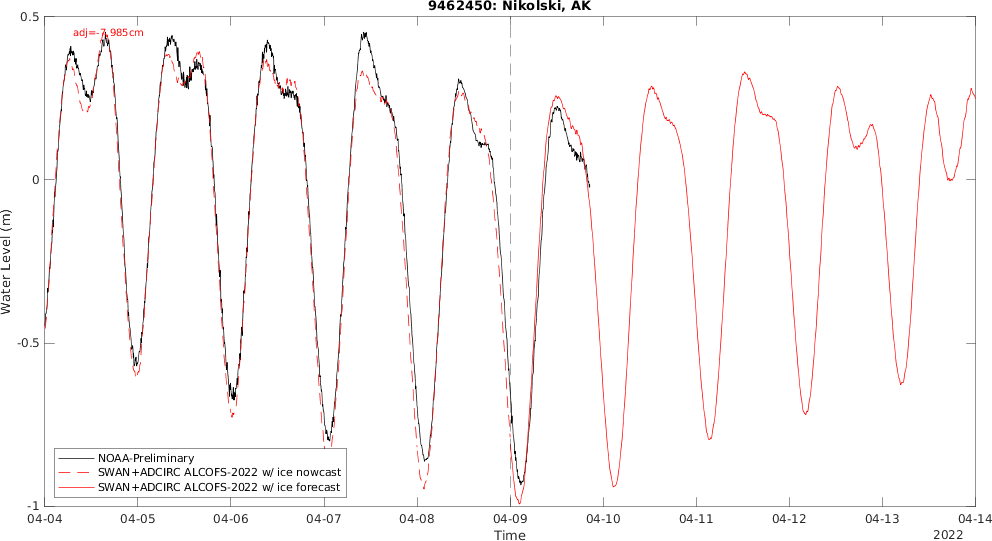 9462450: Nikolski, AK
adj=-7.985cm
0.5
0
-0.5
-1
Water Level (m)
NOAA-Preliminary
SWAN+ADCIRC ALCOFS-2022 w/ ice nowcast
SWAN+ADCIRC ALCOFS-2022 w/ ice forecast
04-04 04-05 04-06 04-07 04-08 04-09 04-10 04-11 04-12 04-13 04-14
Time
2022